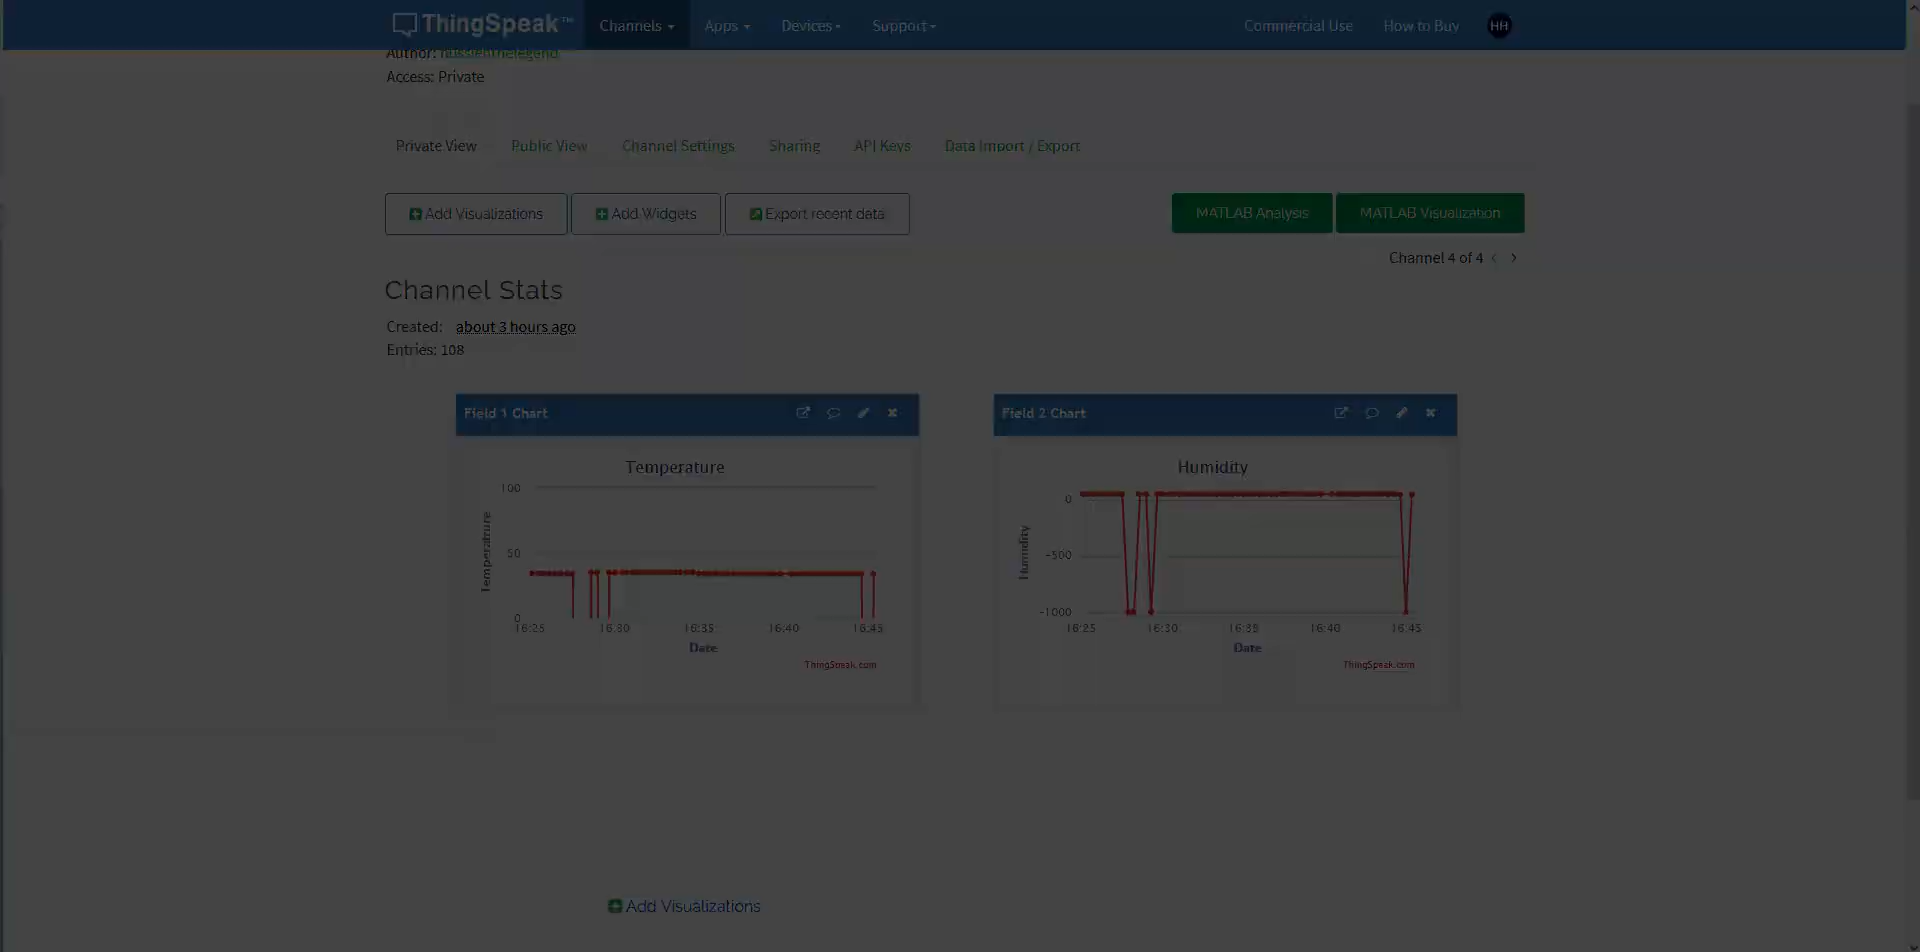 ThingSpeak™ Channels Apps Devices Support Commercial Use How to Buy HH
Author:
Access: Private
Private View Public View Channel Settings Sharing API Keys Data Import / Export
Add Visualizations Add Widgets Export recent data MATLAB Analysis MATLAB Visualization
Channel 4 of 4 < >
Channel Stats
Created: about 3 hours ago
Entries: 108
Field 1 Chart
Temperature
Temperature
100
50
0
16:25 16:30 16:35 16:40 16:45
Date
ThingSpeak.com
Field 2 Chart
Humidity
Humidity
0
-500
-1000
16:25 16:30 16:35 16:40 16:45
Date
ThingSpeak.com
Add Visualizations